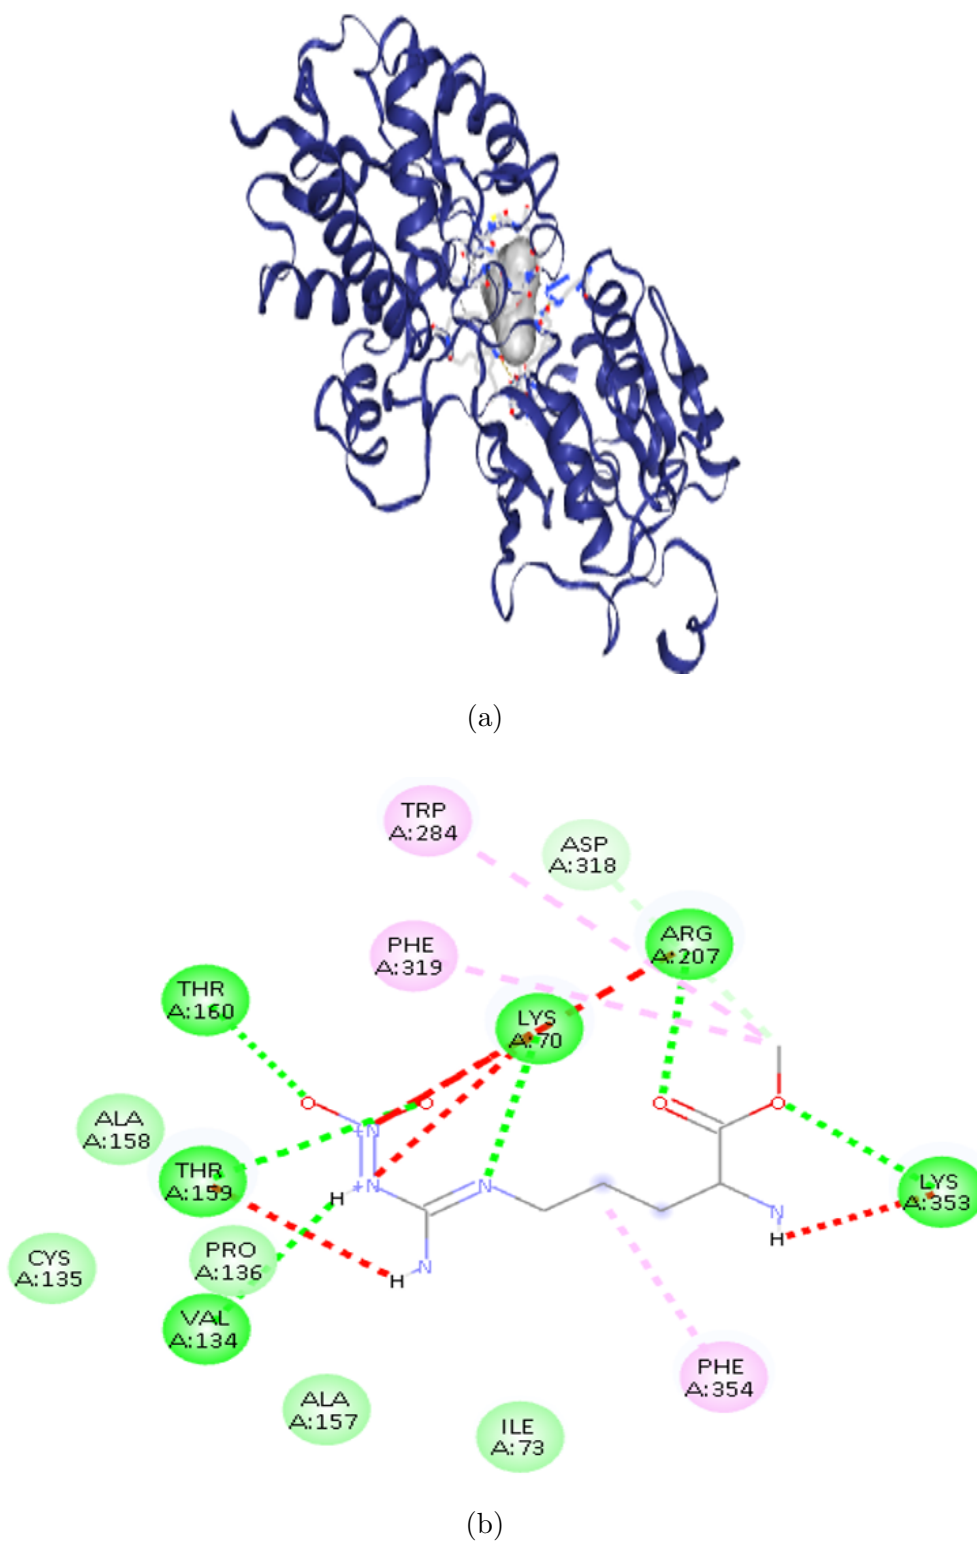 (a)
TRP
A:284
ASP
A:318
ARG
A:207
PHE
A:319
THR
A:160
LYS
A:70
ALA
A:158
O
O
O
O
N
+
THR
A:159
H
N
+
N
LYS
A:353
N
H
CYS
A:135
PRO
A:136
H
N
VAL
A:134
PHE
A:354
ALA
A:157
ILE
A:73
(b)